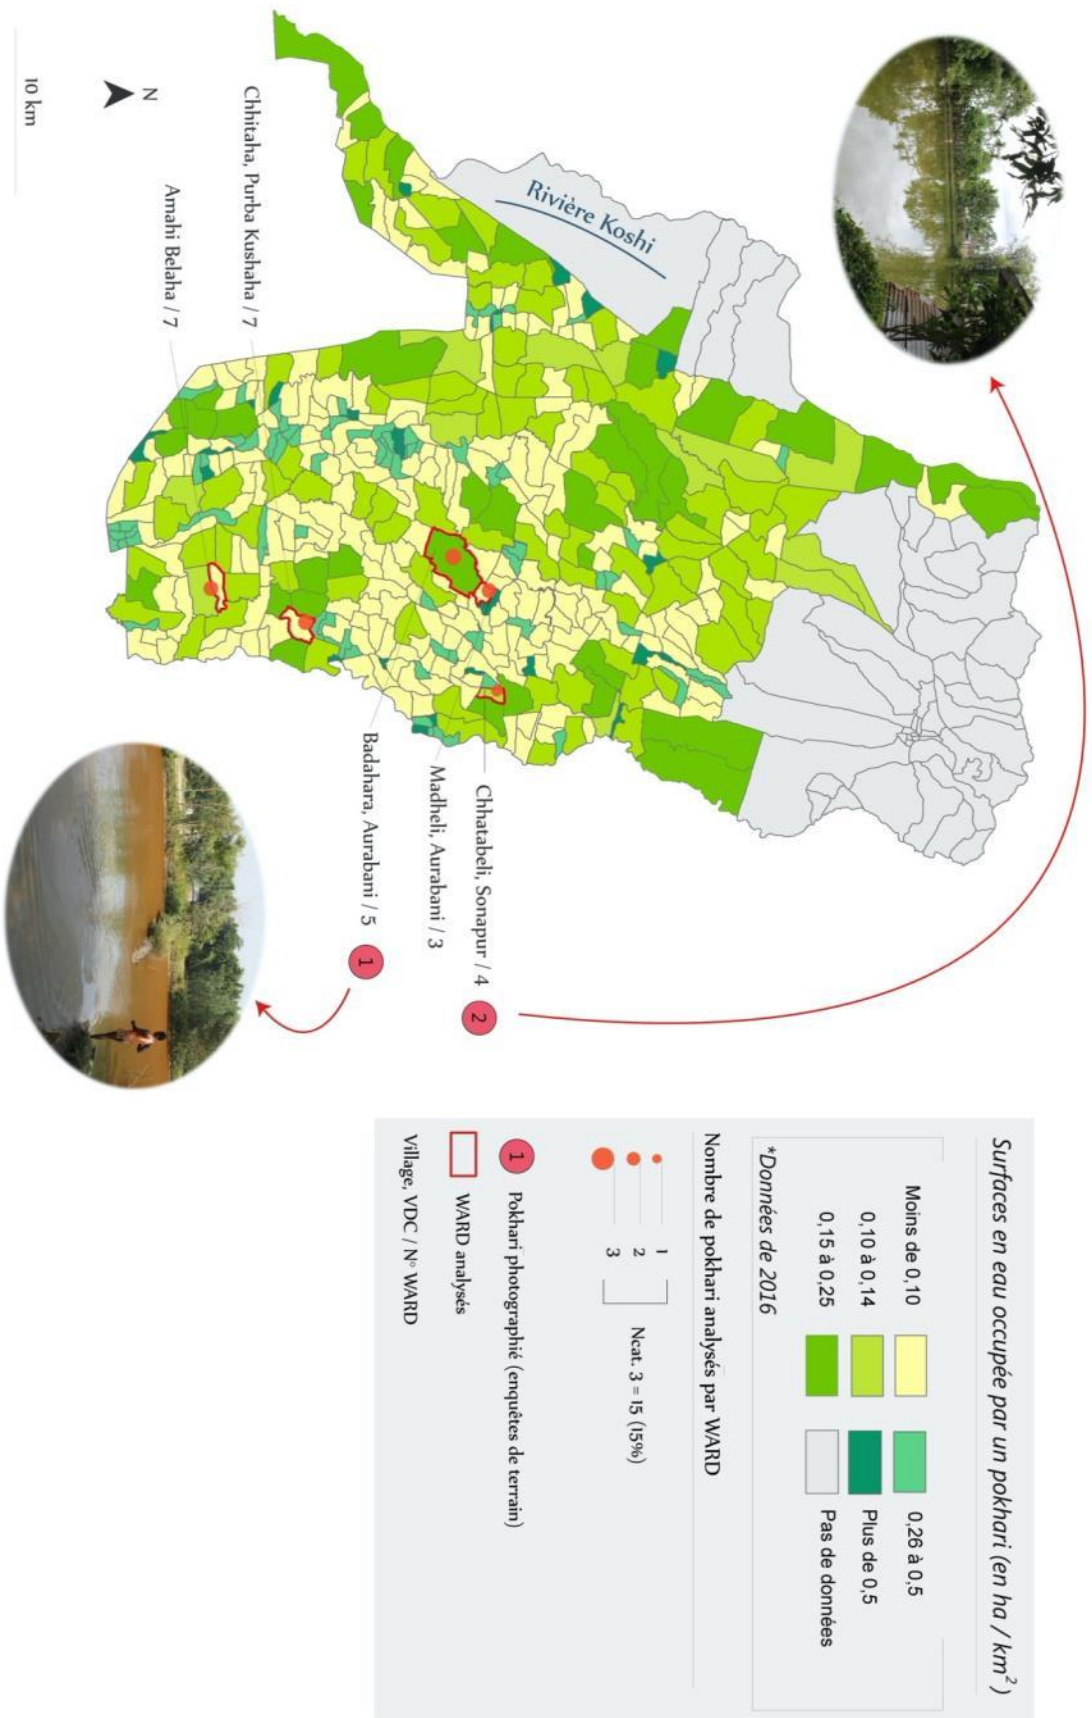 Rivière Koshi
N
10 km
Chhitaha, Purba Kushaha / 7
Amahi Belaha / 7
Chhatabeli, Sonapur / 4
2
Madheli, Aurabani / 3
Badahara, Aurabani / 5
1
Surfaces en eau occupée par un pokhari (en ha / km²)
Moins de 0,10
0,26 à 0,5
0,10 à 0,14
Plus de 0,5
0,15 à 0,25
Pas de données
*Données de 2016
Nombre de pokhari analysés par WARD
1
2
3
Ncat. 3 = 15 (15%)
1 Pokhari photographié (enquêtes de terrain)
WARD analysés
Village, VDC / N° WARD